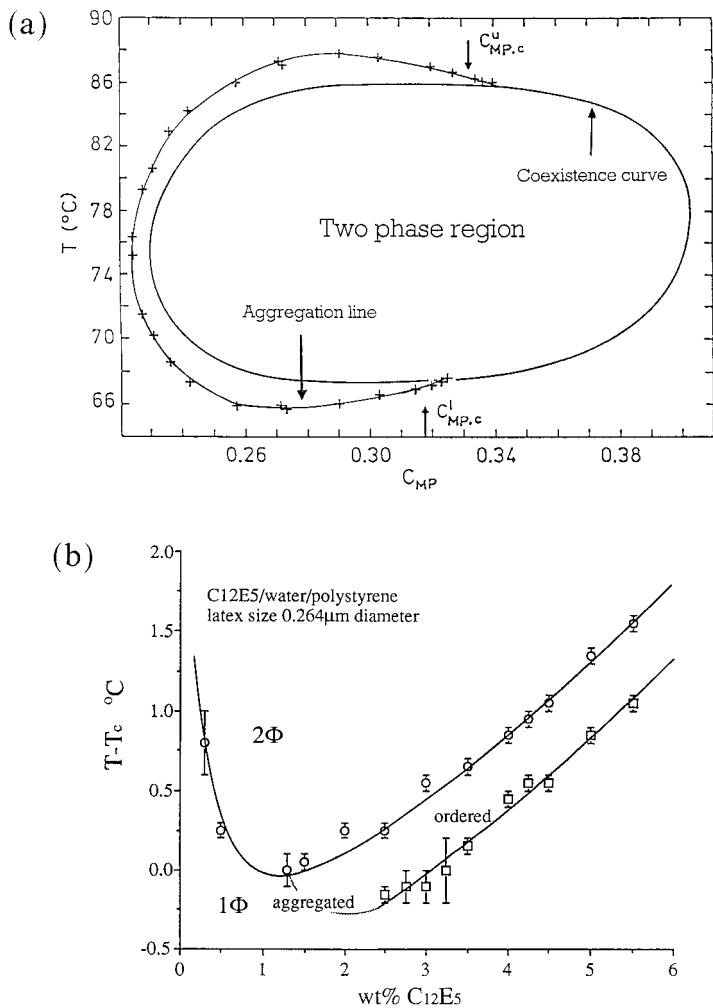 (a)
90
86
82
78
74
70
66
T (°C)
C^u_MP,c
Coexistence curve
Two phase region
Aggregation line
C^l_MP,c
0.26
0.30
0.34
0.38
C_MP
(b)
2.0
1.5
1.0
0.5
0.0
-0.5
T-Tc °C
C12E5/water/polystyrene
latex size 0.264μm diameter
2Φ
ordered
1Φ
aggregated
0
1
2
3
4
5
6
wt% C12E5